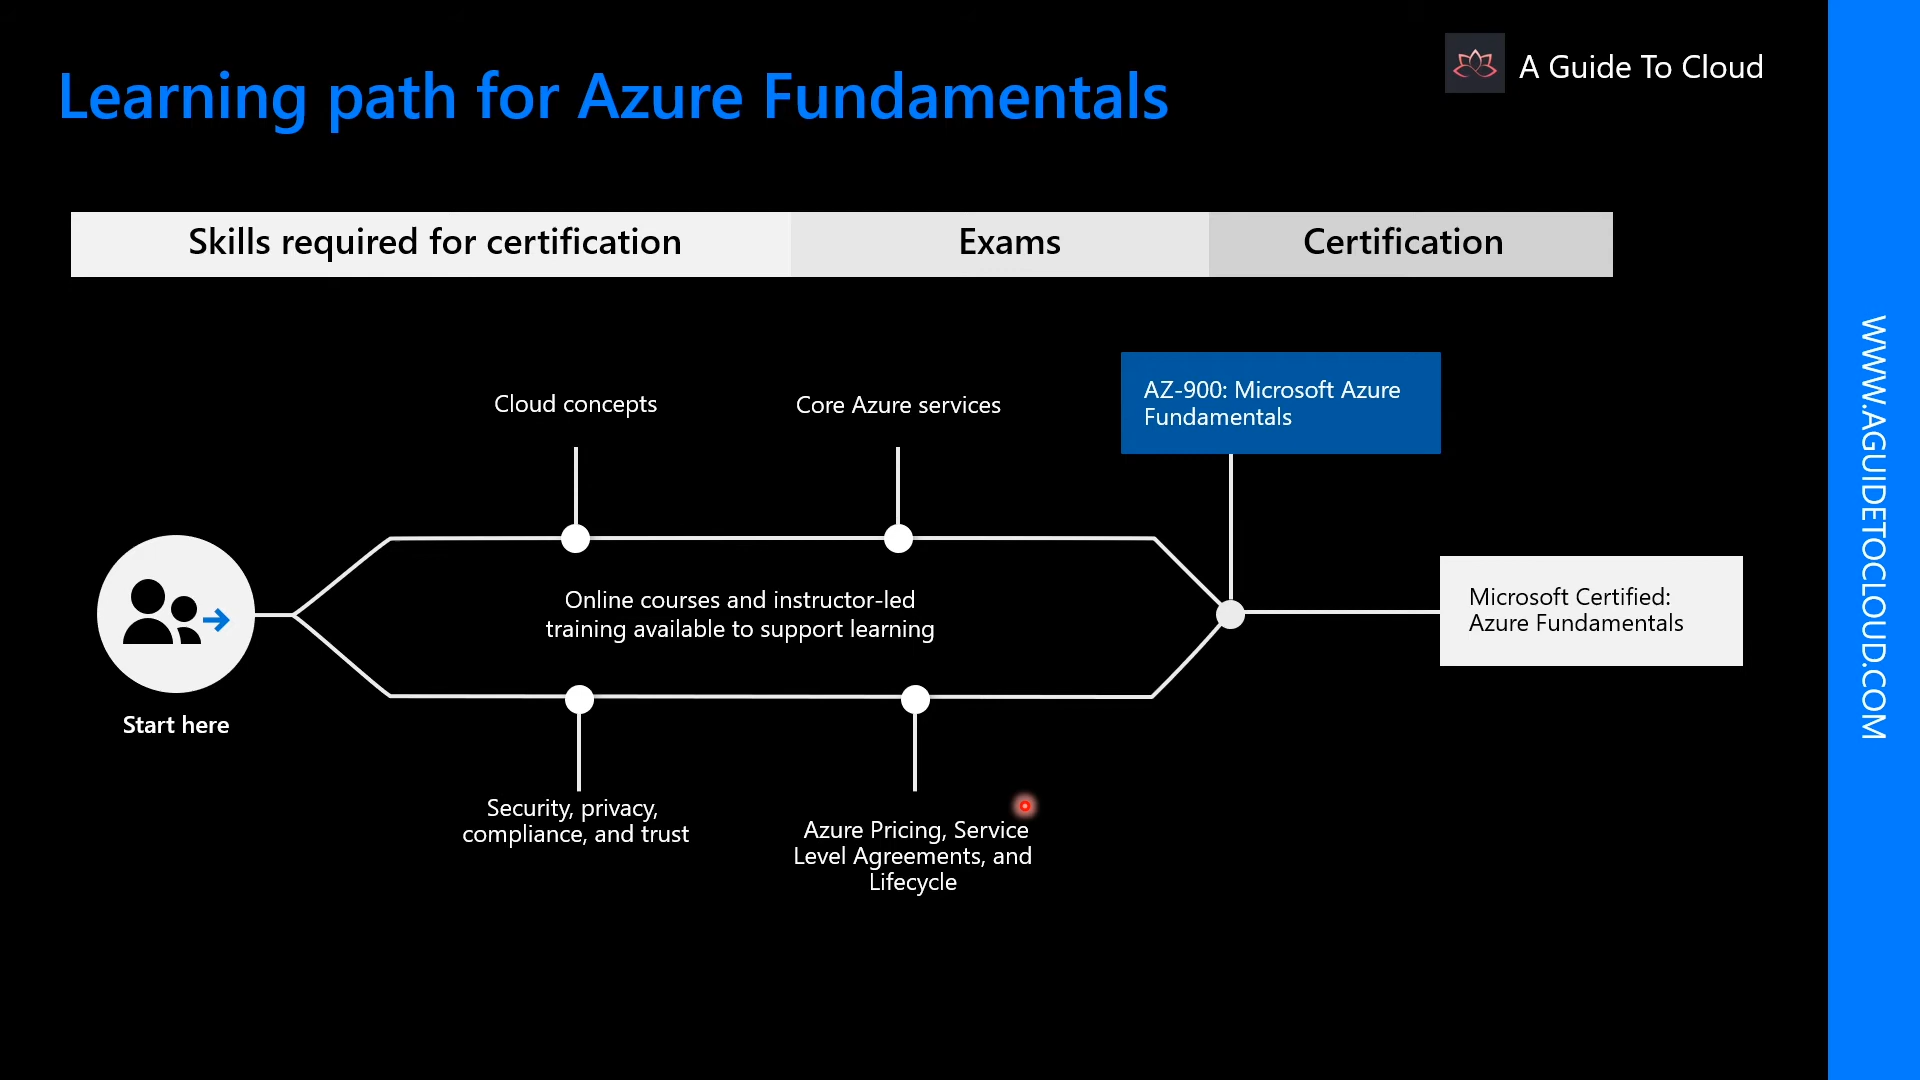 Learning path for Azure Fundamentals
A Guide To Cloud
Skills required for certification
Exams
Certification
Cloud concepts
Core Azure services
AZ-900: Microsoft Azure
Fundamentals
Online courses and instructor-led
training available to support learning
Microsoft Certified:
Azure Fundamentals
Start here
Security, privacy,
compliance, and trust
Azure Pricing, Service
Level Agreements, and
Lifecycle
WWW.AGUIDETOCLOUD.COM